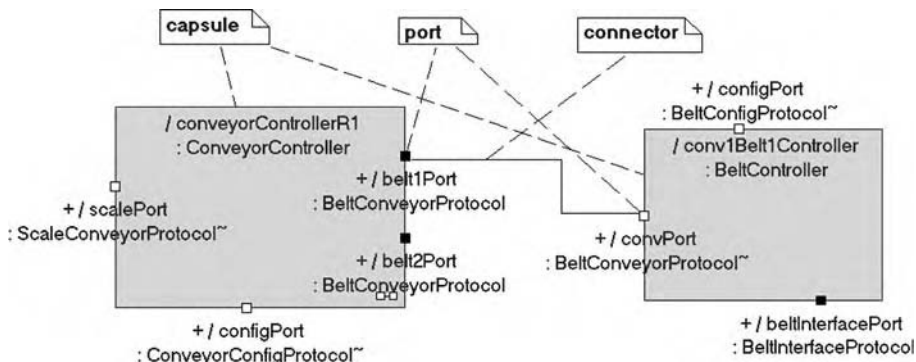 capsule
port
connector
+ / configPort
: BeltConfigProtocol~
/ conveyorControllerR1
: ConveyorController
/ conv1Belt1Controller
: BeltController
+ / belt1Port
: BeltConveyorProtocol
+ / scalePort
: ScaleConveyorProtocol~
+ / convPort
: BeltConveyorProtocol~
+ / belt2Port
: BeltConveyorProtocol
+ / configPort
: ConveyorConfigProtocol~
+ / beltInterfacePort
: BeltInterfaceProtocol